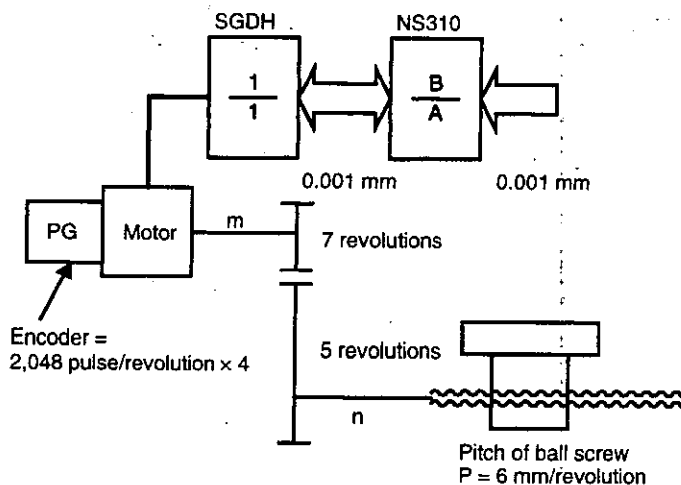 SGDH
NS310
1
1
B
A
0.001 mm
0.001 mm
PG
Motor
m
7 revolutions
Encoder =
2,048 pulse/revolution × 4
5 revolutions
n
Pitch of ball screw
P = 6 mm/revolution